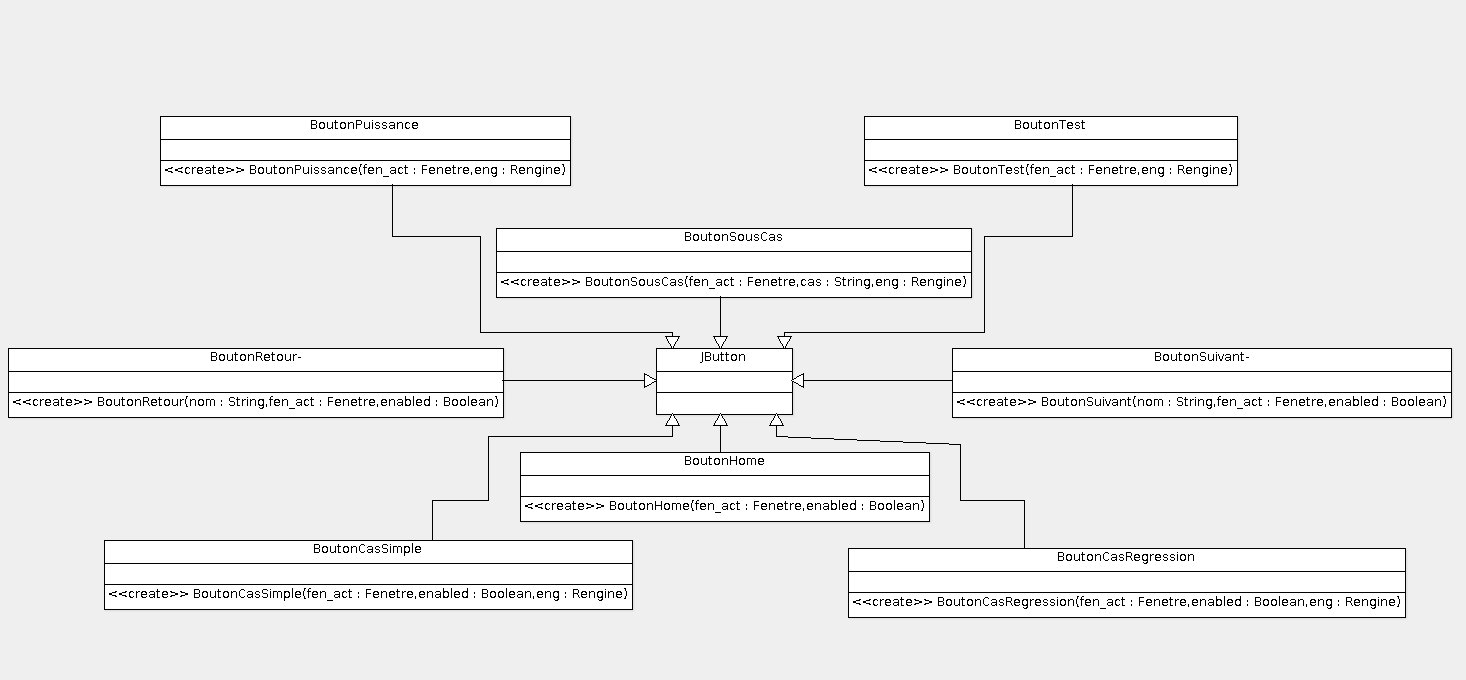 BoutonPuissance
<<create>> BoutonPuissance(fen_act : Fenetre,eng : Rengine)
BoutonTest
<<create>> BoutonTest(fen_act : Fenetre,eng : Rengine)
BoutonSousCas
<<create>> BoutonSousCas(fen_act : Fenetre,cas : String,eng : Rengine)
BoutonRetour-
<<create>> BoutonRetour(nom : String,fen_act : Fenetre,enabled : Boolean)
JButton
BoutonSuivant-
<<create>> BoutonSuivant(nom : String,fen_act : Fenetre,enabled : Boolean)
BoutonHome
<<create>> BoutonHome(fen_act : Fenetre,enabled : Boolean)
BoutonCasSimple
<<create>> BoutonCasSimple(fen_act : Fenetre,enabled : Boolean,eng : Rengine)
BoutonCasRegression
<<create>> BoutonCasRegression(fen_act : Fenetre,enabled : Boolean,eng : Rengine)